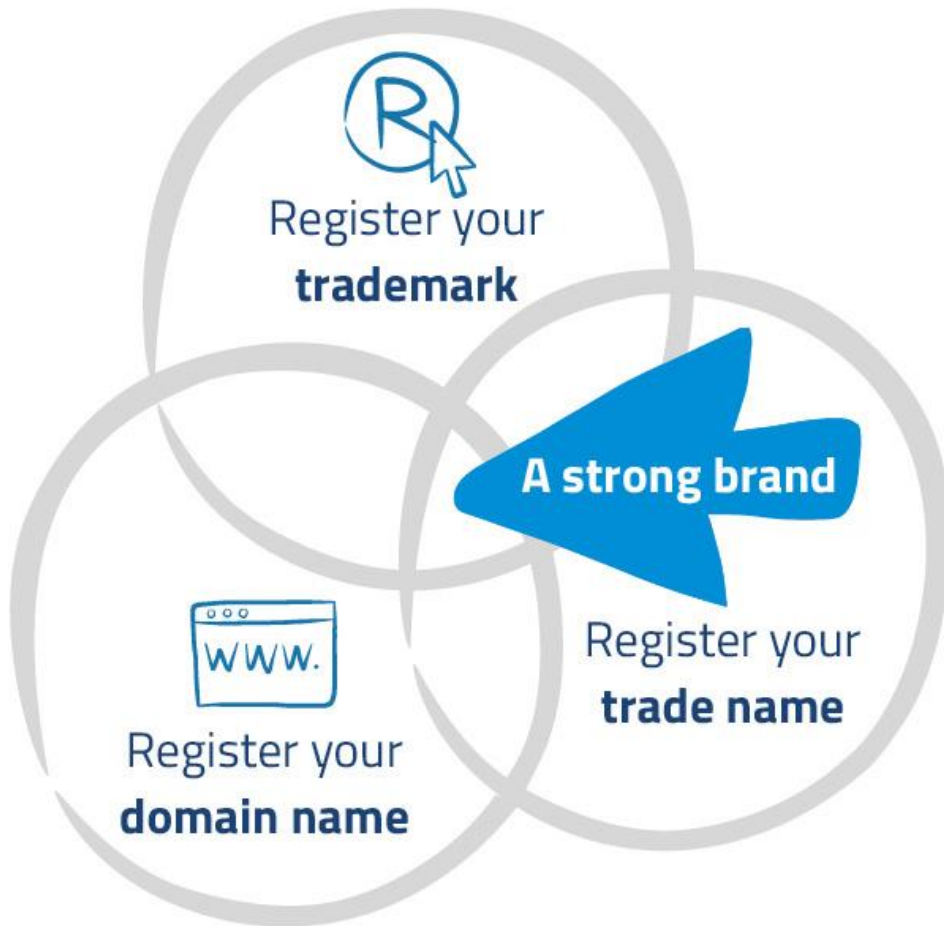 R
Register your
trademark
A strong brand
Register your
trade name
www.
Register your
domain name